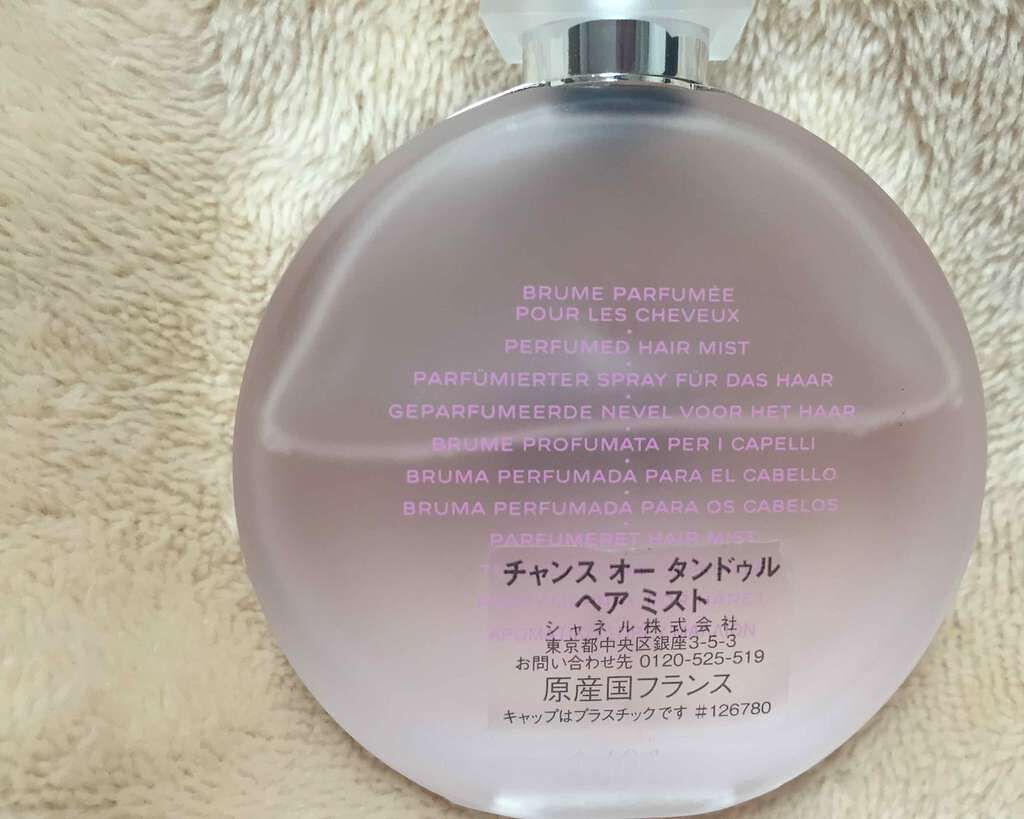 BRUME PARFUMÉE
POUR LES CHEVEUX
PERFUMED HAIR MIST
PARFÜMIERTER SPRAY FÜR DAS HAAR
GEPARFUMEERDE NEVEL VOOR HET HAAR
BRUME PROFUMATA PER I CAPELLI
BRUMA PERFUMADA PARA EL CABELLO
BRUMA PERFUMADA PARA OS CABELOS
PARFUMERET HAIR MIST
チャンス オー タンドゥル
ヘア ミスト
シャネル株式会社
東京都中央区銀座3-5-3
お問い合わせ先 0120-525-519
原産国フランス
キャップはプラスチックです #126780